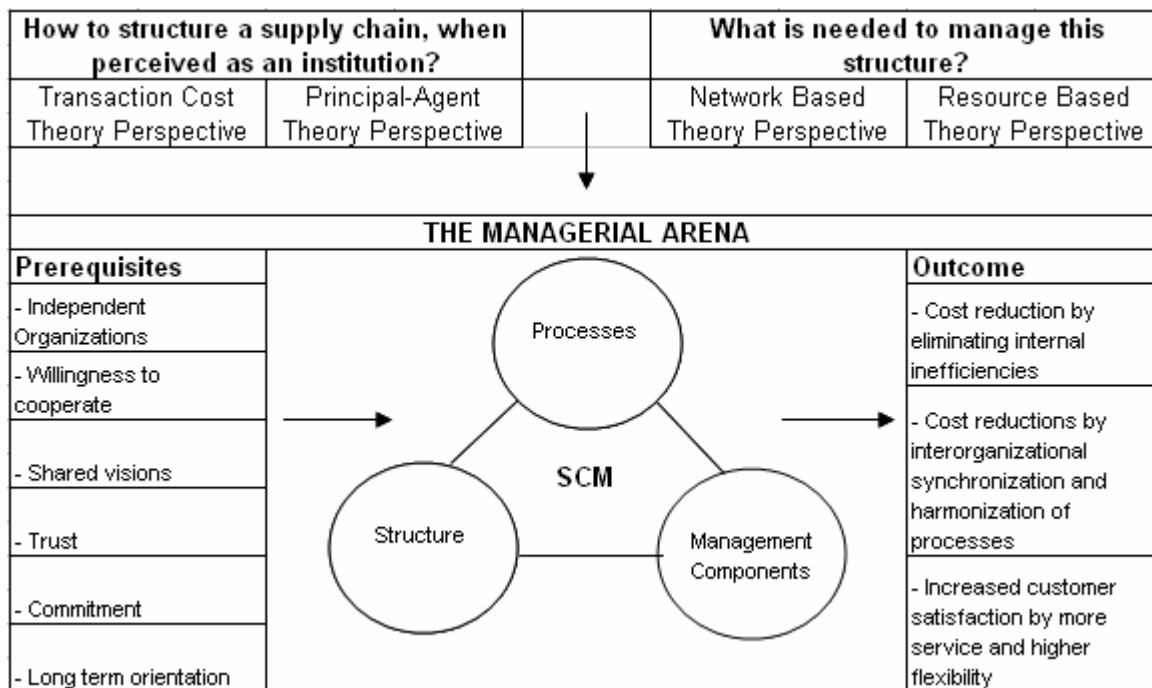 How to structure a supply chain, when
perceived as an institution?
What is needed to manage this
structure?
Transaction Cost
Theory Perspective
Principal-Agent
Theory Perspective
Network Based
Theory Perspective
Resource Based
Theory Perspective
THE MANAGERIAL ARENA
Prerequisites
- Independent
Organizations
- Willingness to
cooperate
- Shared visions
- Trust
- Commitment
- Long term orientation
Processes
SCM
Structure
Management
Components
Outcome
- Cost reduction by
eliminating internal
inefficiencies
- Cost reductions by
interorganizational
synchronization and
harmonization of
processes
- Increased customer
satisfaction by more
service and higher
flexibility